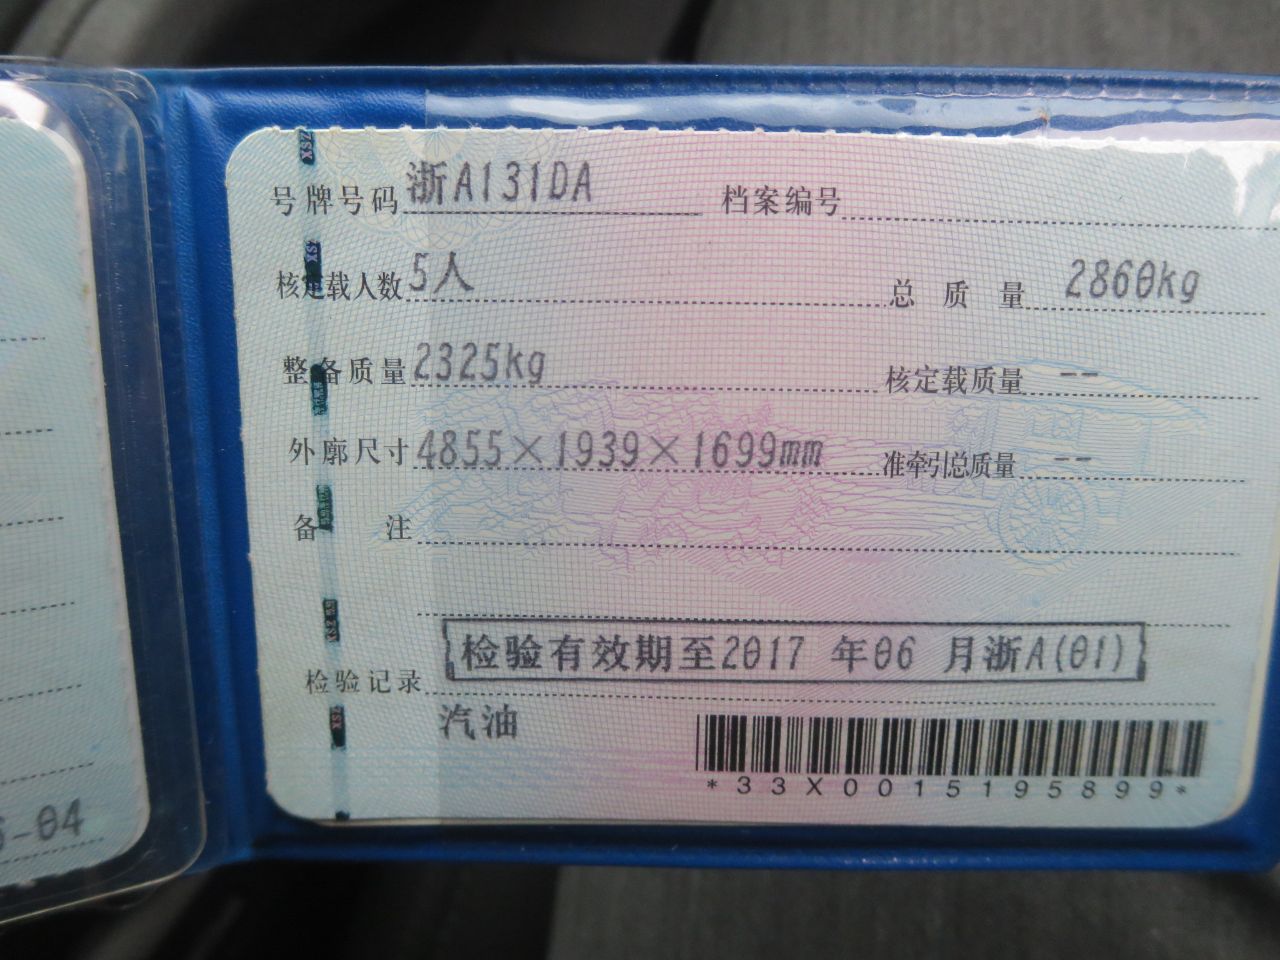 号牌号码 浙A131DA 档案编号
核定载人数 5人 总质量 2860kg
整备质量 2325kg 核定载质量 --
外廓尺寸 4855×1939×1699mm 准牵引总质量 --
备注
检验记录 检验有效期至2017 年06 月浙A(01)
汽油
*33X0015195899*
-04